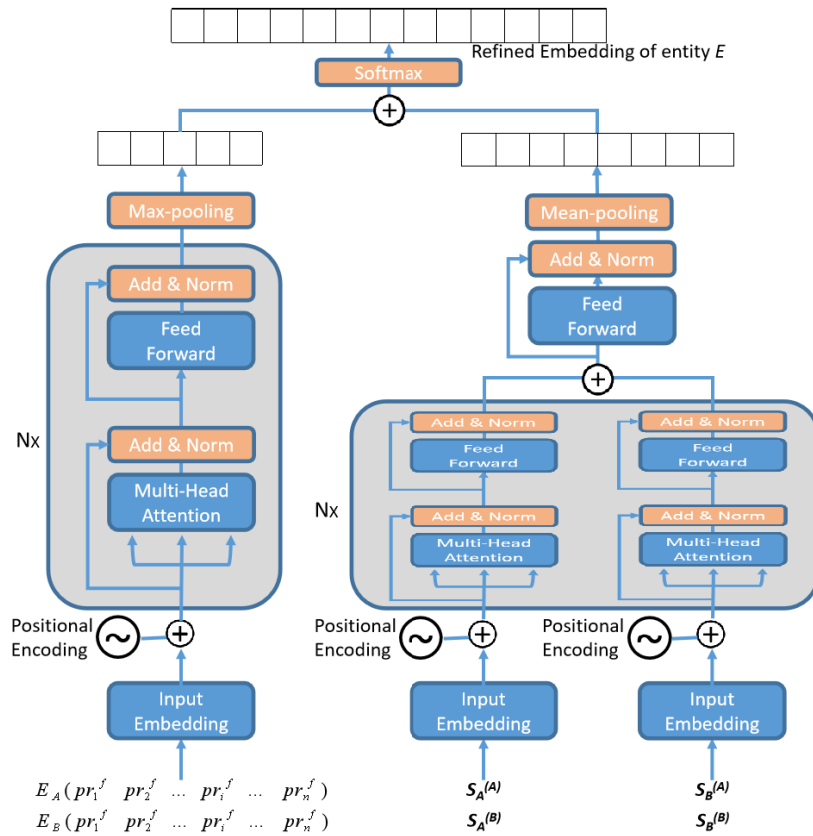 Refined Embedding of entity E
Softmax
+
Max-pooling
Mean-pooling
Add & Norm
Add & Norm
Feed
Forward
Feed
Forward
+
Nx
Add & Norm
Multi-Head
Attention
Add & Norm
Add & Norm
Feed
Forward
Feed
Forward
Nx
Add & Norm
Add & Norm
Multi-Head
Attention
Multi-Head
Attention
Positional
Encoding
~
+
Positional
Encoding
~
+
Positional
Encoding
~
+
Input
Embedding
Input
Embedding
Input
Embedding
E_A ( pr_1^f pr_2^f ... pr_i^f ... pr_n^f ) S_A^(A) S_B^(A)
E_B ( pr_1^f pr_2^f ... pr_i^f ... pr_n^f ) S_A^(B) S_B^(B)